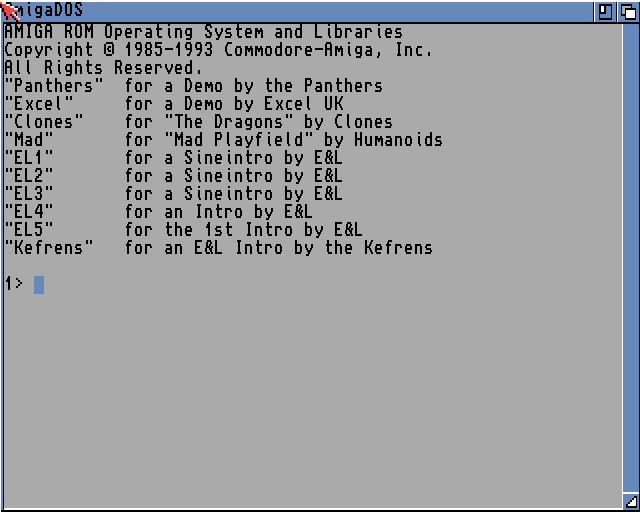 AmigaDOS
AMIGA ROM Operating System and Libraries
Copyright © 1985-1993 Commodore-Amiga, Inc.
All Rights Reserved.
"Panthers"  for a Demo by the Panthers
"Excel"     for a Demo by Excel UK
"Clones"    for "The Dragons" by Clones
"Mad"       for "Mad Playfield" by Humanoids
"EL1"       for a Sineintro by E&L
"EL2"       for a Sineintro by E&L
"EL3"       for a Sineintro by E&L
"EL4"       for an Intro by E&L
"EL5"       for the 1st Intro by E&L
"Kefrens"   for an E&L Intro by the Kefrens
1>